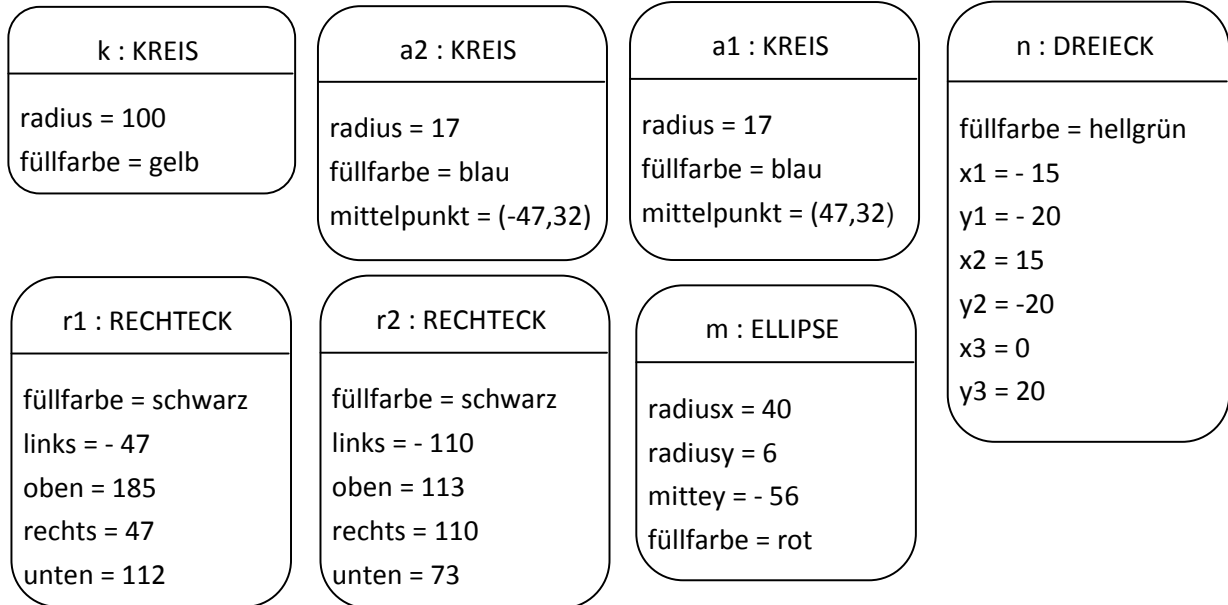 k : KREIS
radius = 100
füllfarbe = gelb
a2 : KREIS
radius = 17
füllfarbe = blau
mittelpunkt = (-47,32)
a1 : KREIS
radius = 17
füllfarbe = blau
mittelpunkt = (47,32)
n : DREIECK
füllfarbe = hellgrün
x1 = - 15
y1 = - 20
x2 = 15
y2 = -20
x3 = 0
y3 = 20
r1 : RECHTECK
füllfarbe = schwarz
links = - 47
oben = 185
rechts = 47
unten = 112
r2 : RECHTECK
füllfarbe = schwarz
links = - 110
oben = 113
rechts = 110
unten = 73
m : ELLIPSE
radiusx = 40
radiusy = 6
mittey = - 56
füllfarbe = rot